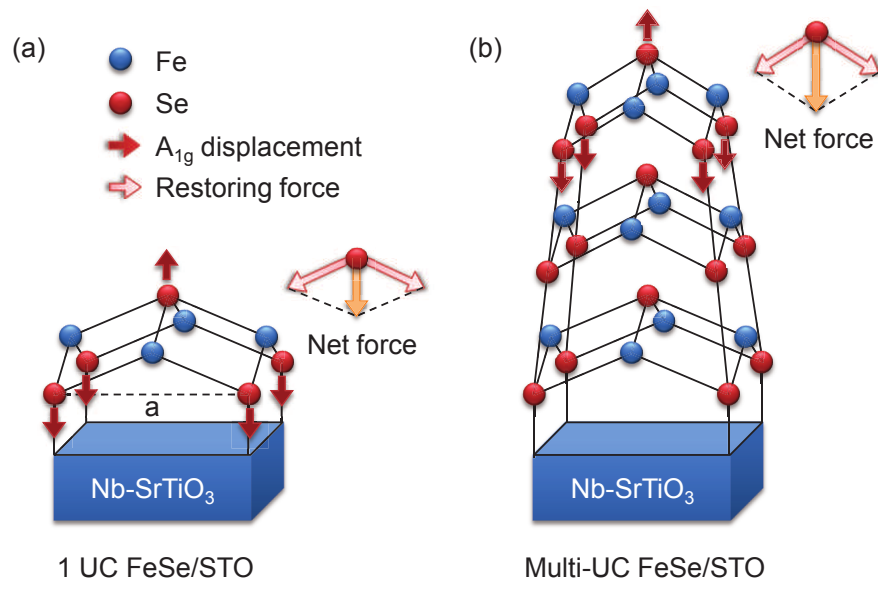 (a)
Fe
Se
A₁g displacement
Restoring force
Net force
a
Nb-SrTiO₃
1 UC FeSe/STO
(b)
Net force
Nb-SrTiO₃
Multi-UC FeSe/STO